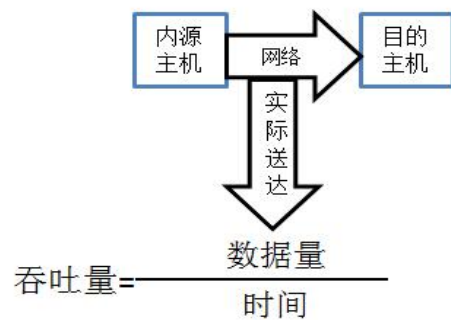 内源
主机
网络
目的
主机
实
际
送
达
数据量
吞吐量=
时间